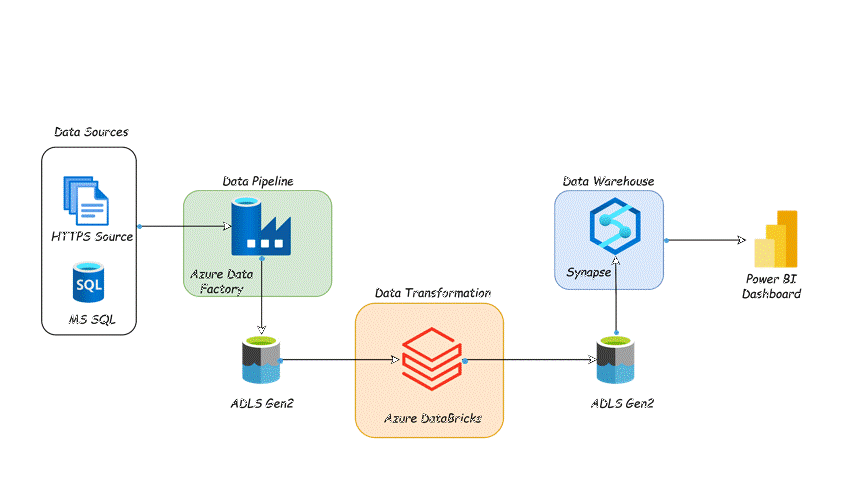 Data Sources
HTTPS Source
SQL
MS SQL
Data Pipeline
Azure Data
Factory
ADLS Gen2
Data Transformation
Azure DataBricks
Data Warehouse
Synapse
ADLS Gen2
Power BI
Dashboard